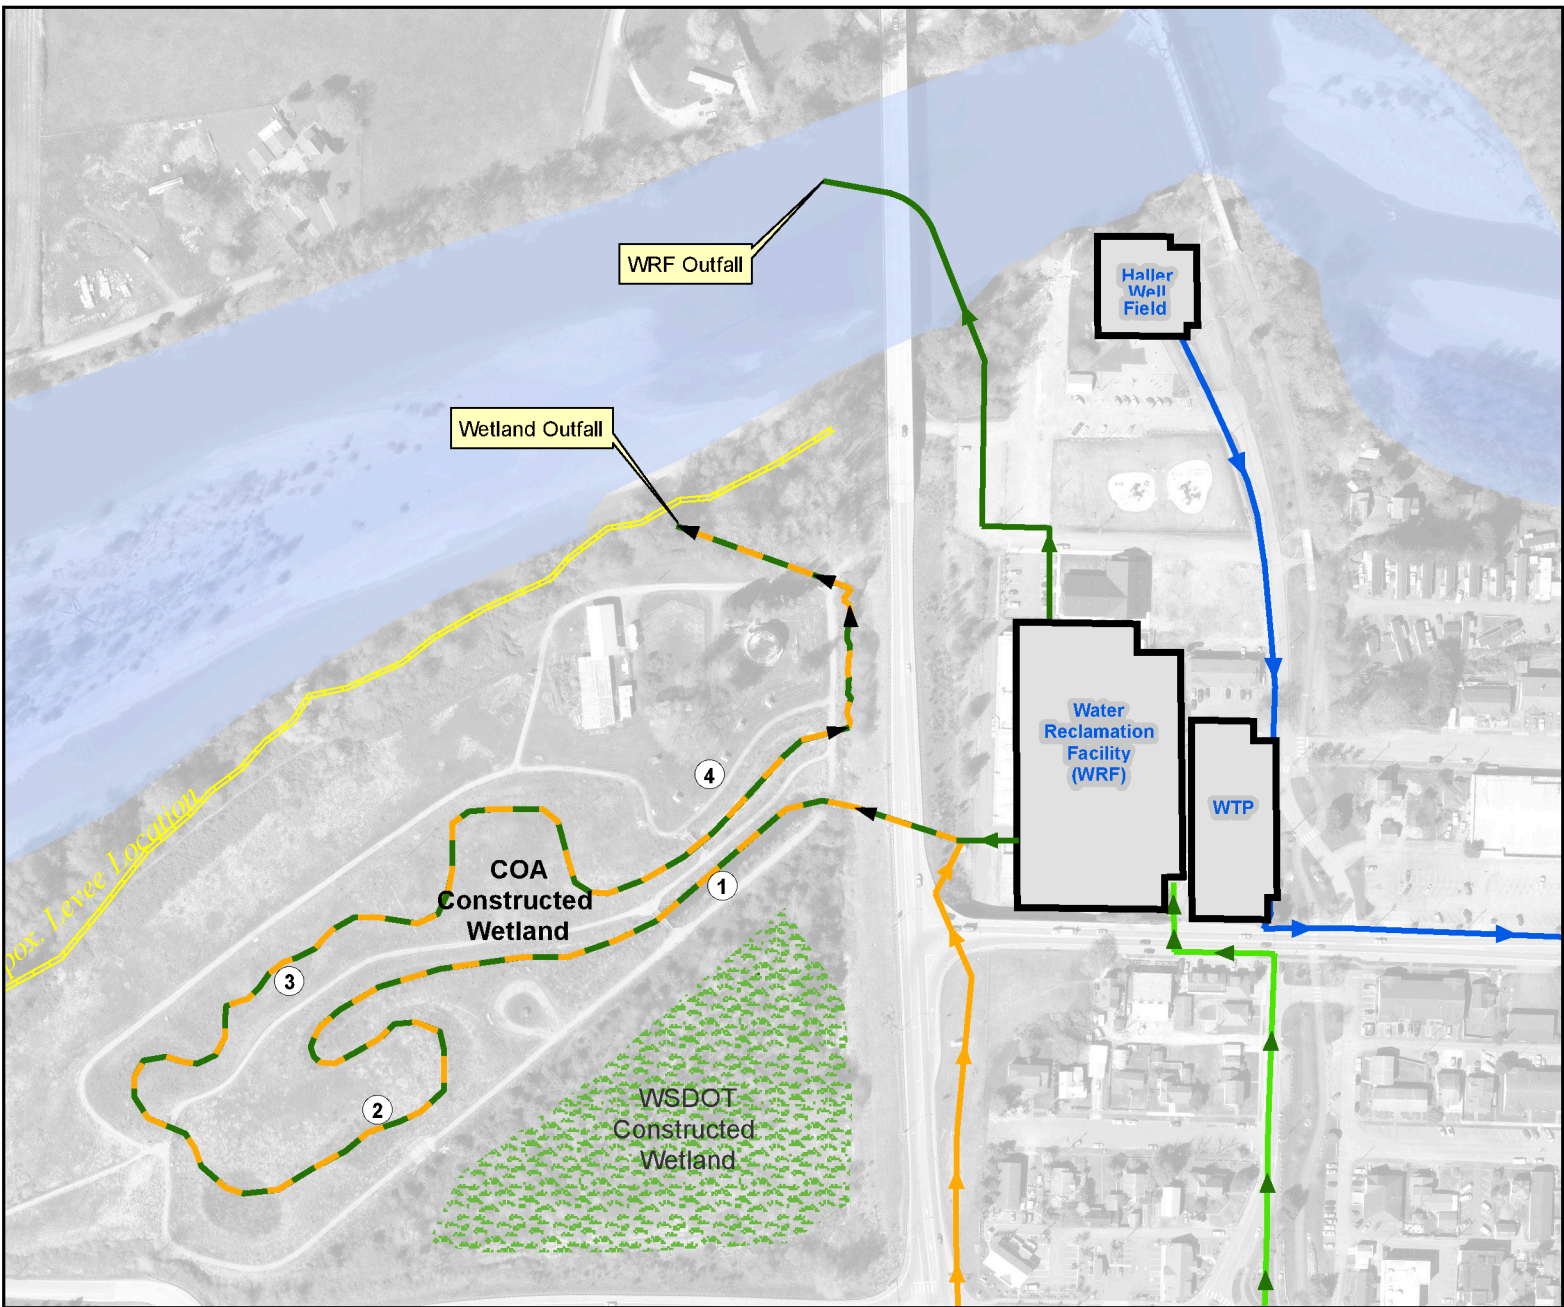 WRF Outfall
Haller
Well
Field
Wetland Outfall
Water
Reclamation
Facility
(WRF)
WTP
4
1
COA
Constructed
Wetland
3
2
pox. Levee Location
WSDOT
Constructed
Wetland